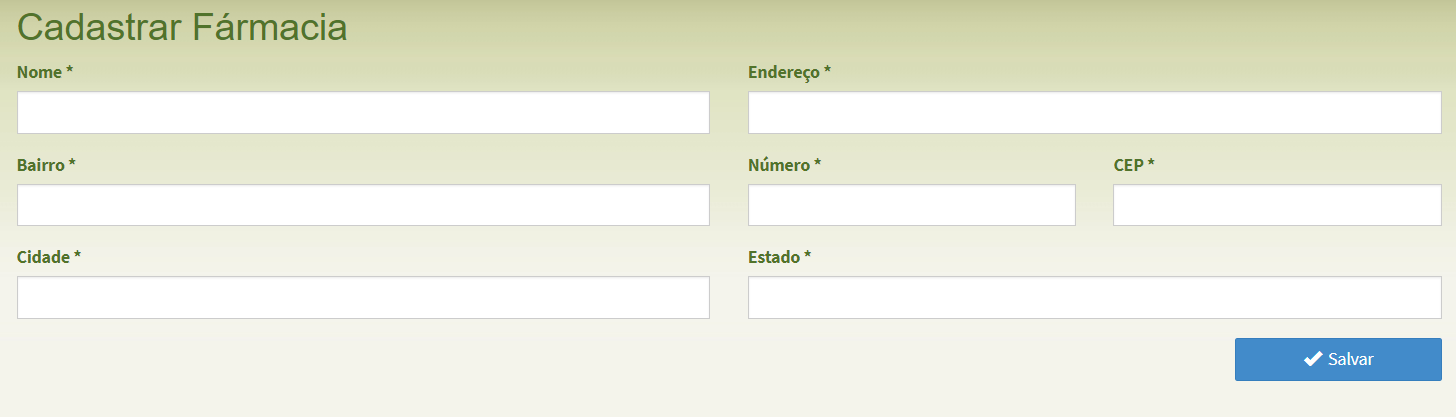 Cadastrar Fármacia
Nome * Endereço *
Bairro * Número * CEP *
Cidade * Estado *
Salvar